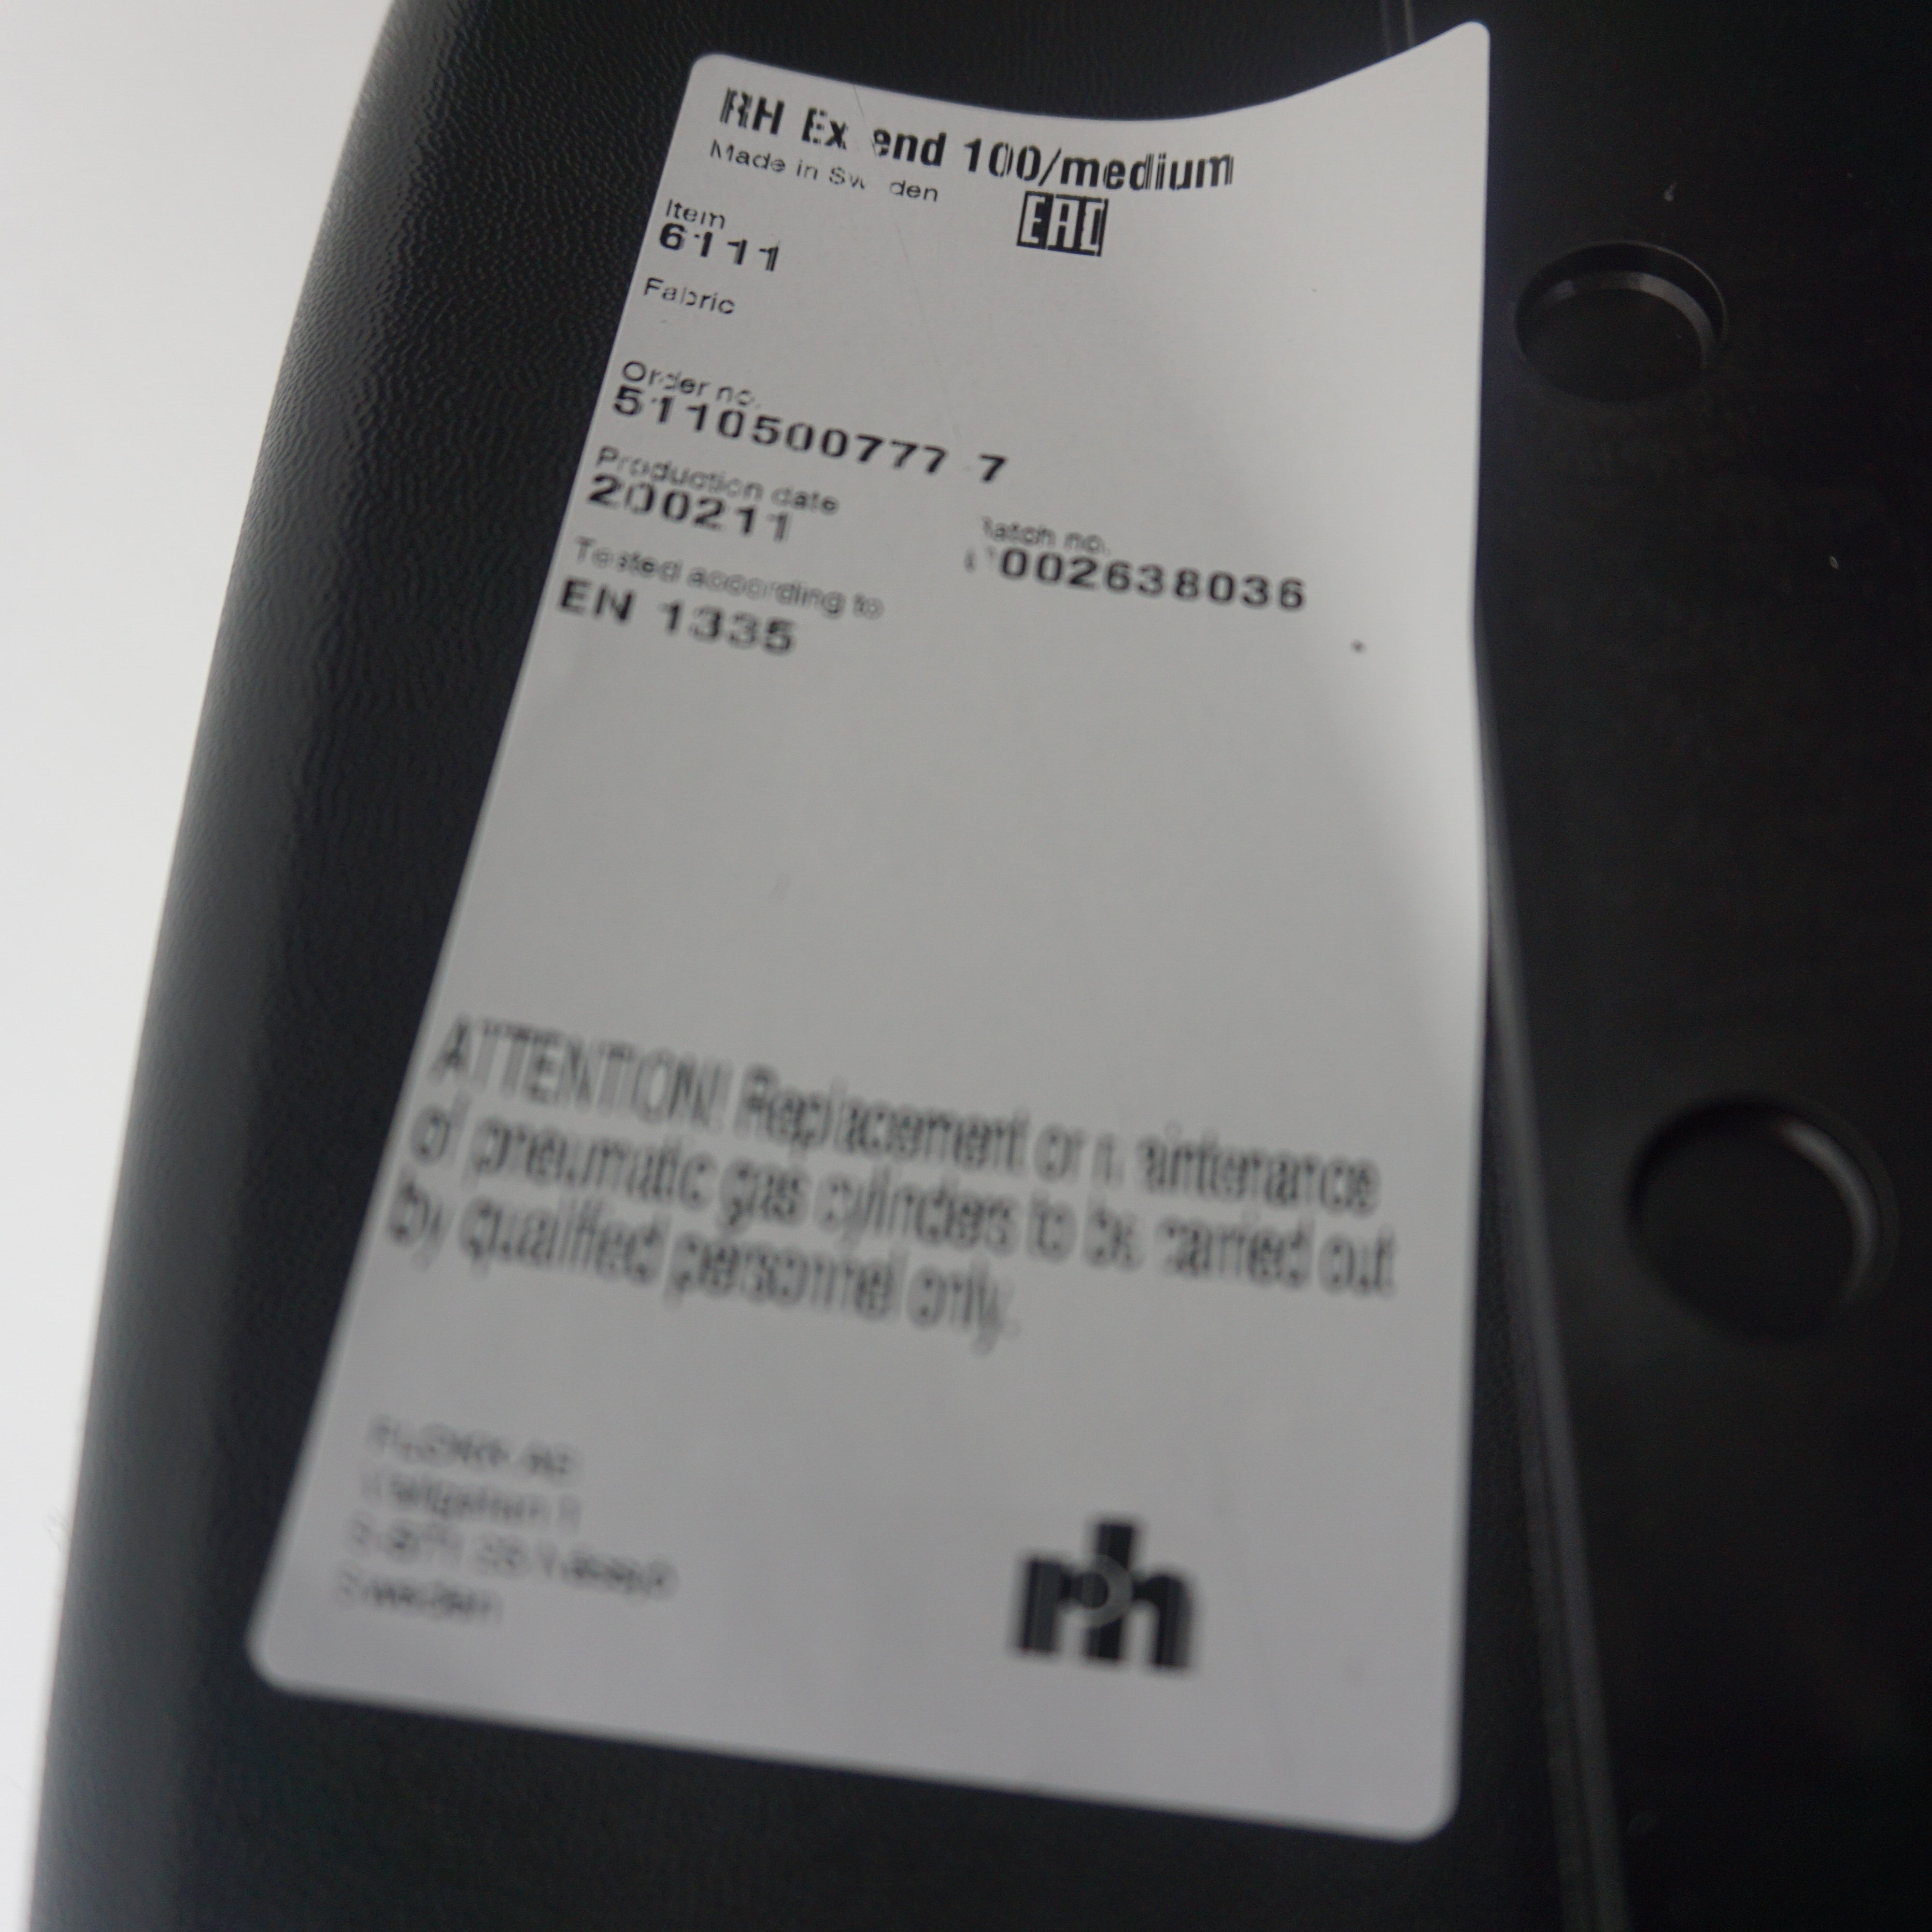 RH Ex end 100/medium
Made in Sw den
EAC
Item
6111
Fabric
Order no.
5110500777 7
Production date
200211
Batch no.
002638036
Tested according to
EN 1335
ATTENTION! Replacement or maintenance
of pneumatic gas cylinders to be carried out
by qualified personnel only.
Sweden
rh